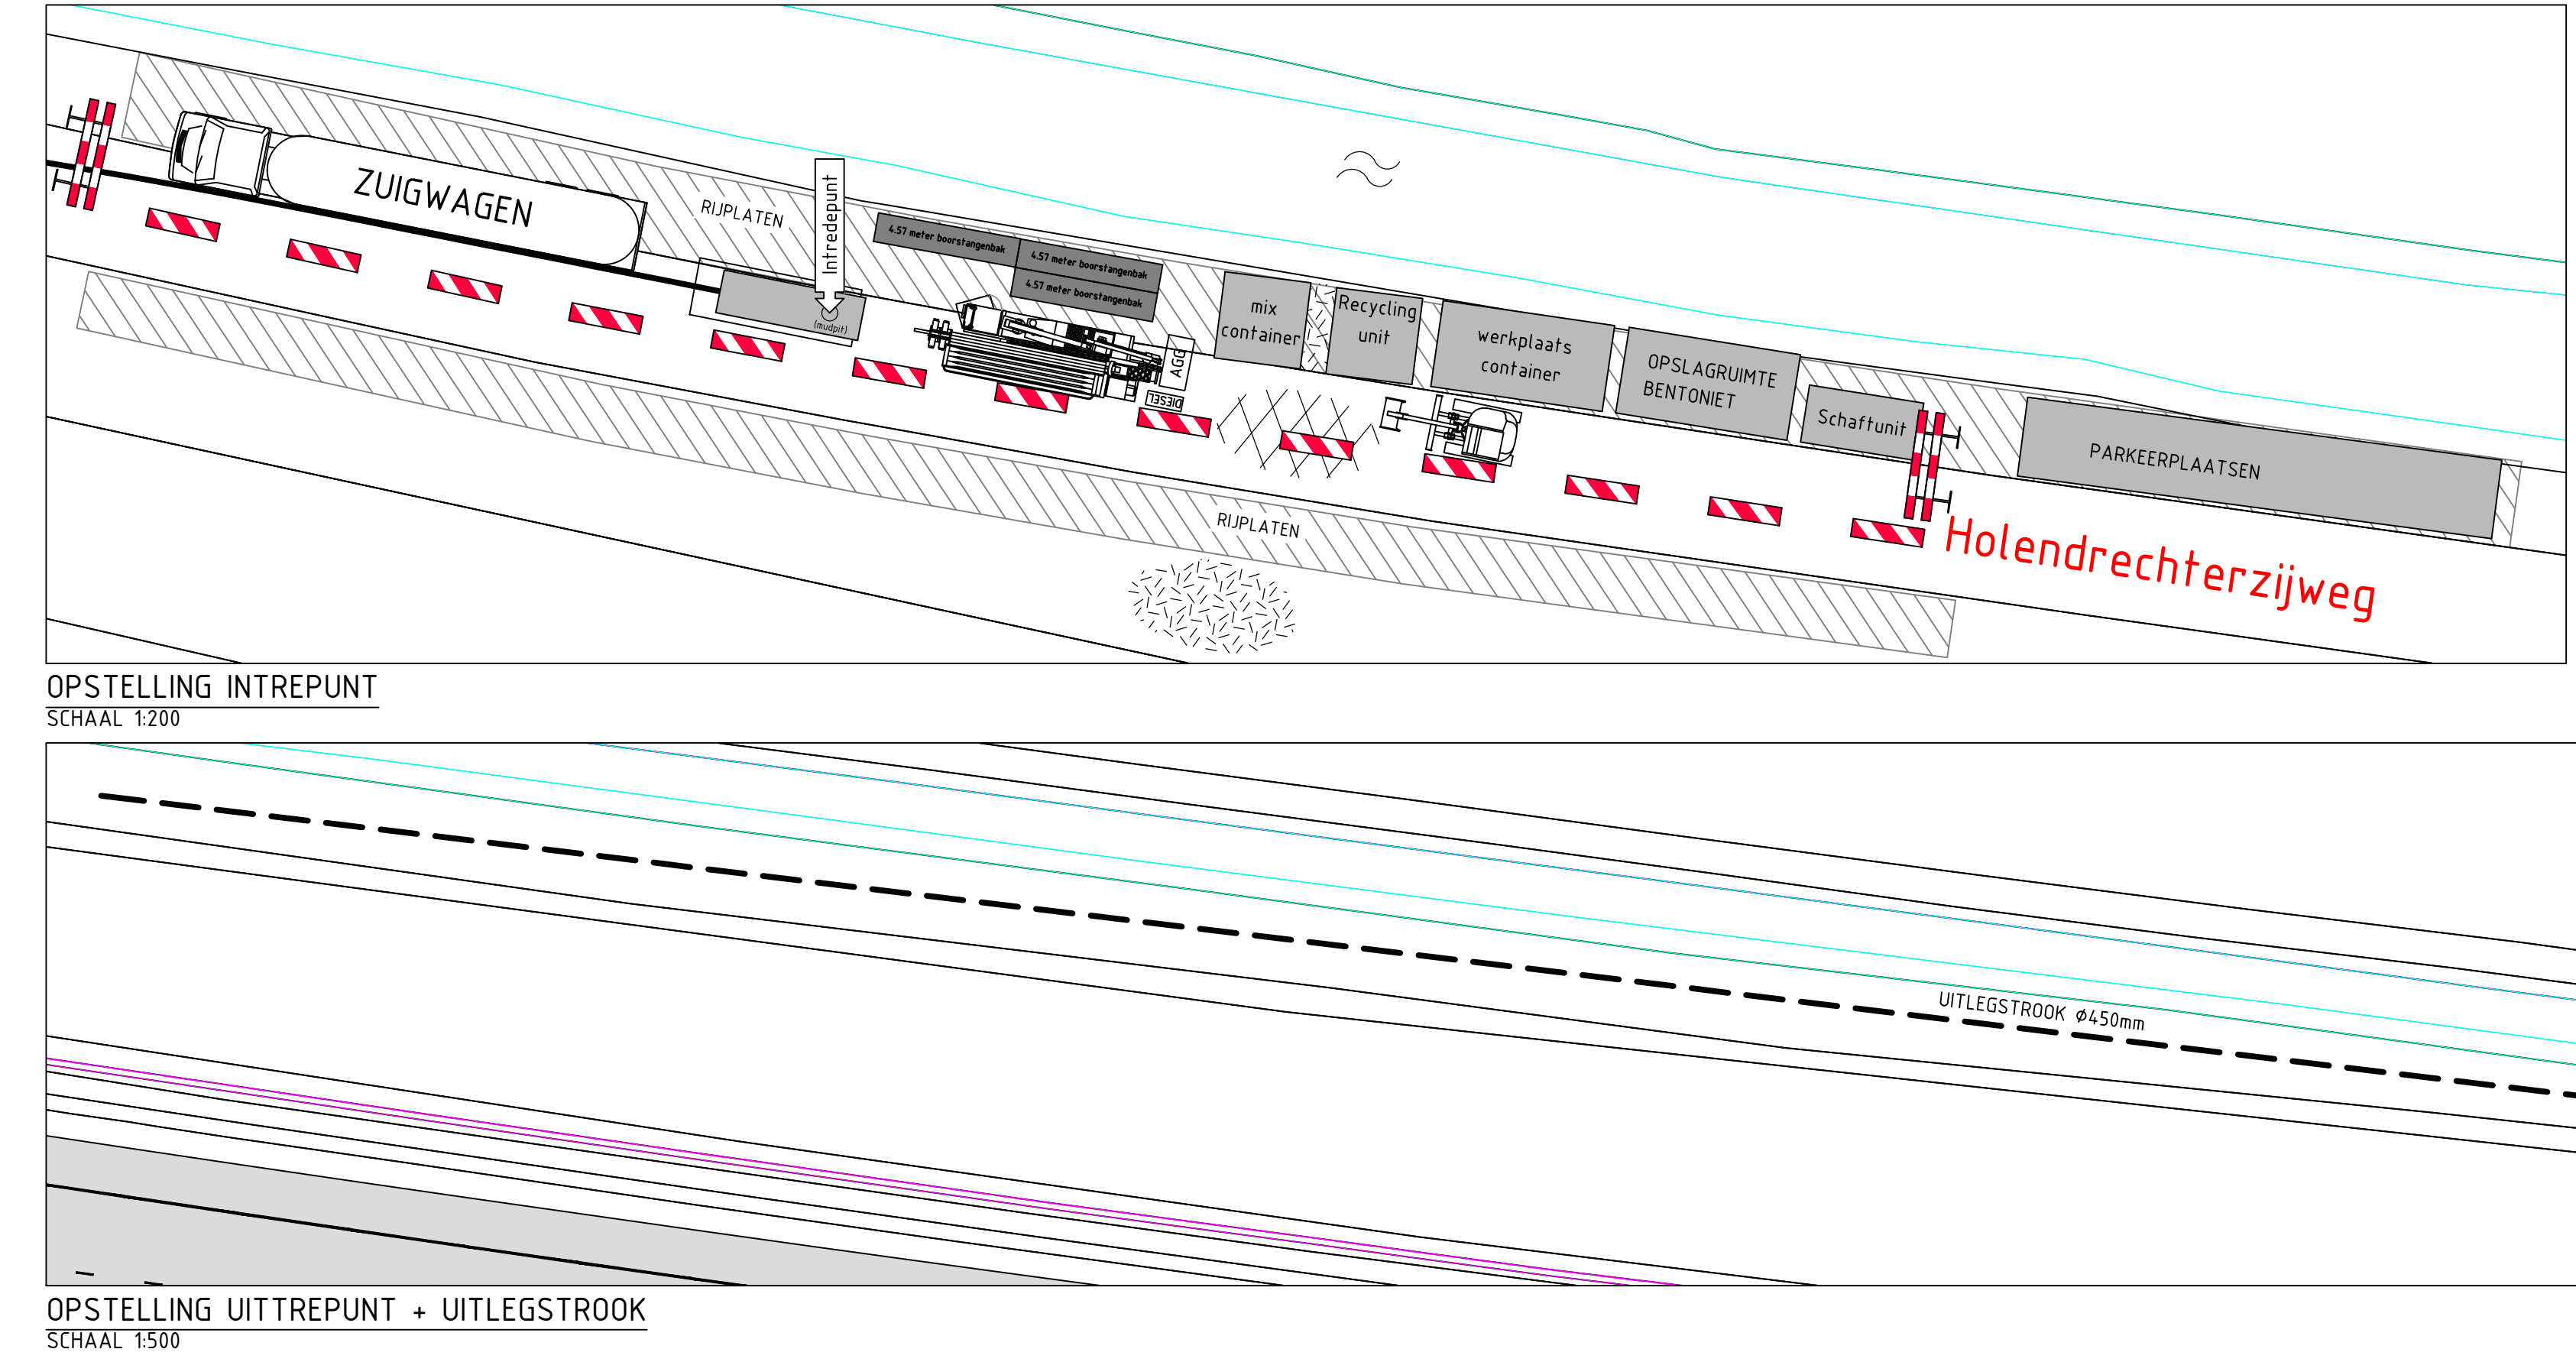 ZUIGWAGEN
RIJPLATEN
Intredepunt
(mudpit)
4.57 meter boorstangenbak
4.57 meter boorstangenbak
4.57 meter boorstangenbak
AGG
DIESEL
mix
container
Recycling
unit
werkplaats
container
OPSLAGRUIMTE
BENTONIET
Schaftunit
PARKEERPLAATSEN
RIJPLATEN
Holendrechterzijweg
OPSTELLING INTREPUNT
SCHAAL 1:200
UITLEGSTROOK Ø450mm
OPSTELLING UITTREPUNT + UITLEGSTROOK
SCHAAL 1:500